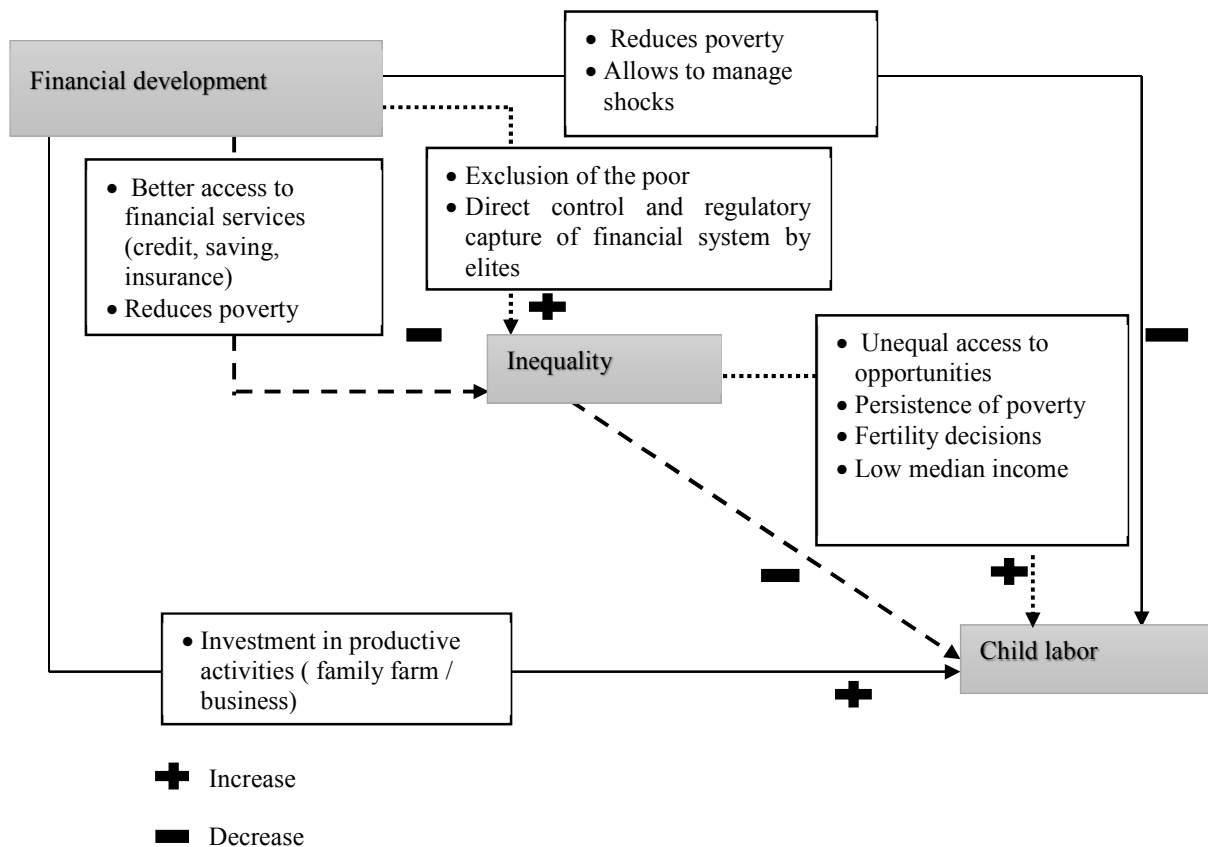 Financial development
• Reduces poverty
• Allows to manage
shocks
• Better access to
financial services
(credit, saving,
insurance)
• Reduces poverty
• Exclusion of the poor
• Direct control and regulatory
capture of financial system by
elites
Inequality
• Unequal access to
opportunities
• Persistence of poverty
• Fertility decisions
• Low median income
• Investment in productive
activities ( family farm /
business)
Child labor
Increase
Decrease